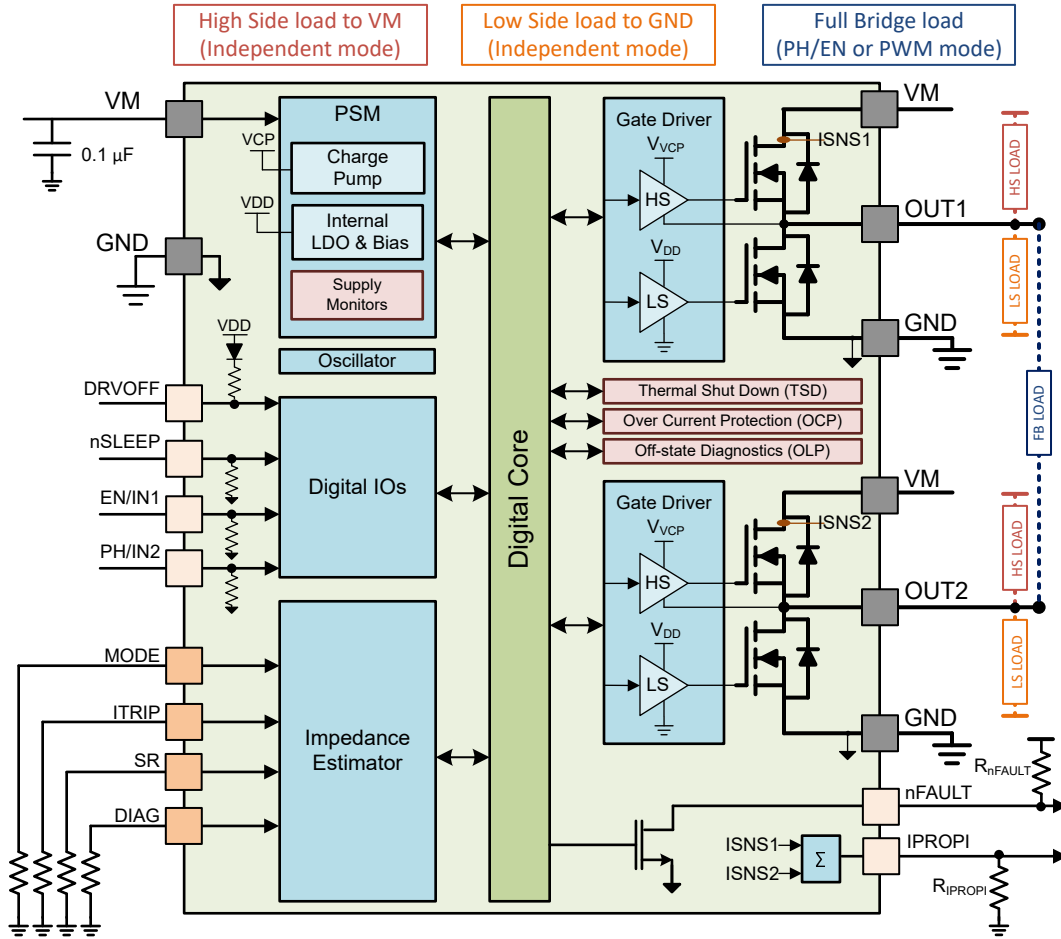 High Side load to VM
(Independent mode)
Low Side load to GND
(Independent mode)
Full Bridge load
(PH/EN or PWM mode)
VM
0.1 µF
GND
PSM
VCP
Charge
Pump
VDD
Internal
LDO & Bias
Supply
Monitors
Oscillator
VDD
DRVOFF
nSLEEP
EN/IN1
PH/IN2
Digital IOs
MODE
ITRIP
SR
DIAG
Impedance
Estimator
Digital Core
Gate Driver
VVCP
HS
VDD
LS
ISNS1
VM
OUT1
GND
HS LOAD
LS LOAD
FB LOAD
Thermal Shut Down (TSD)
Over Current Protection (OCP)
Off-state Diagnostics (OLP)
Gate Driver
VVCP
HS
VDD
LS
ISNS2
VM
OUT2
GND
HS LOAD
LS LOAD
RnFAULT
nFAULT
ISNS1
ISNS2
Σ
IPROPI
RIPROPI